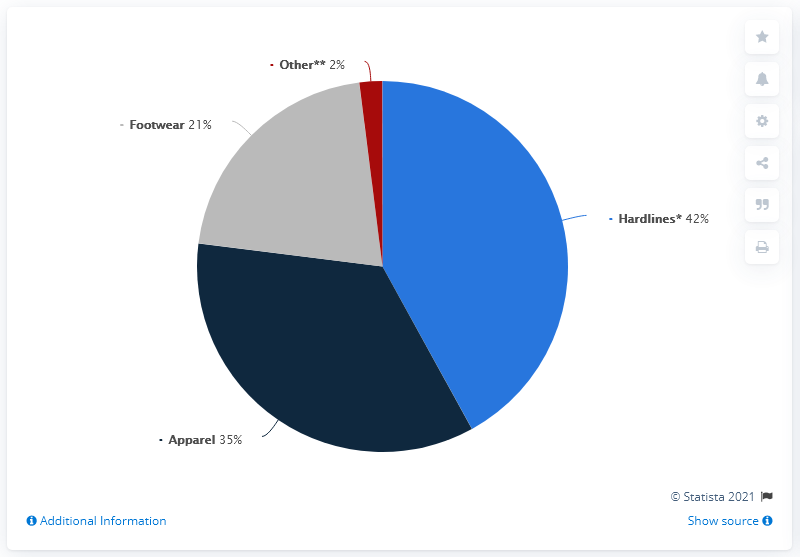 Other** 2%
Footwear 21%
Hardlines* 42%
Apparel 35%
© Statista 2021
Additional Information
Show source